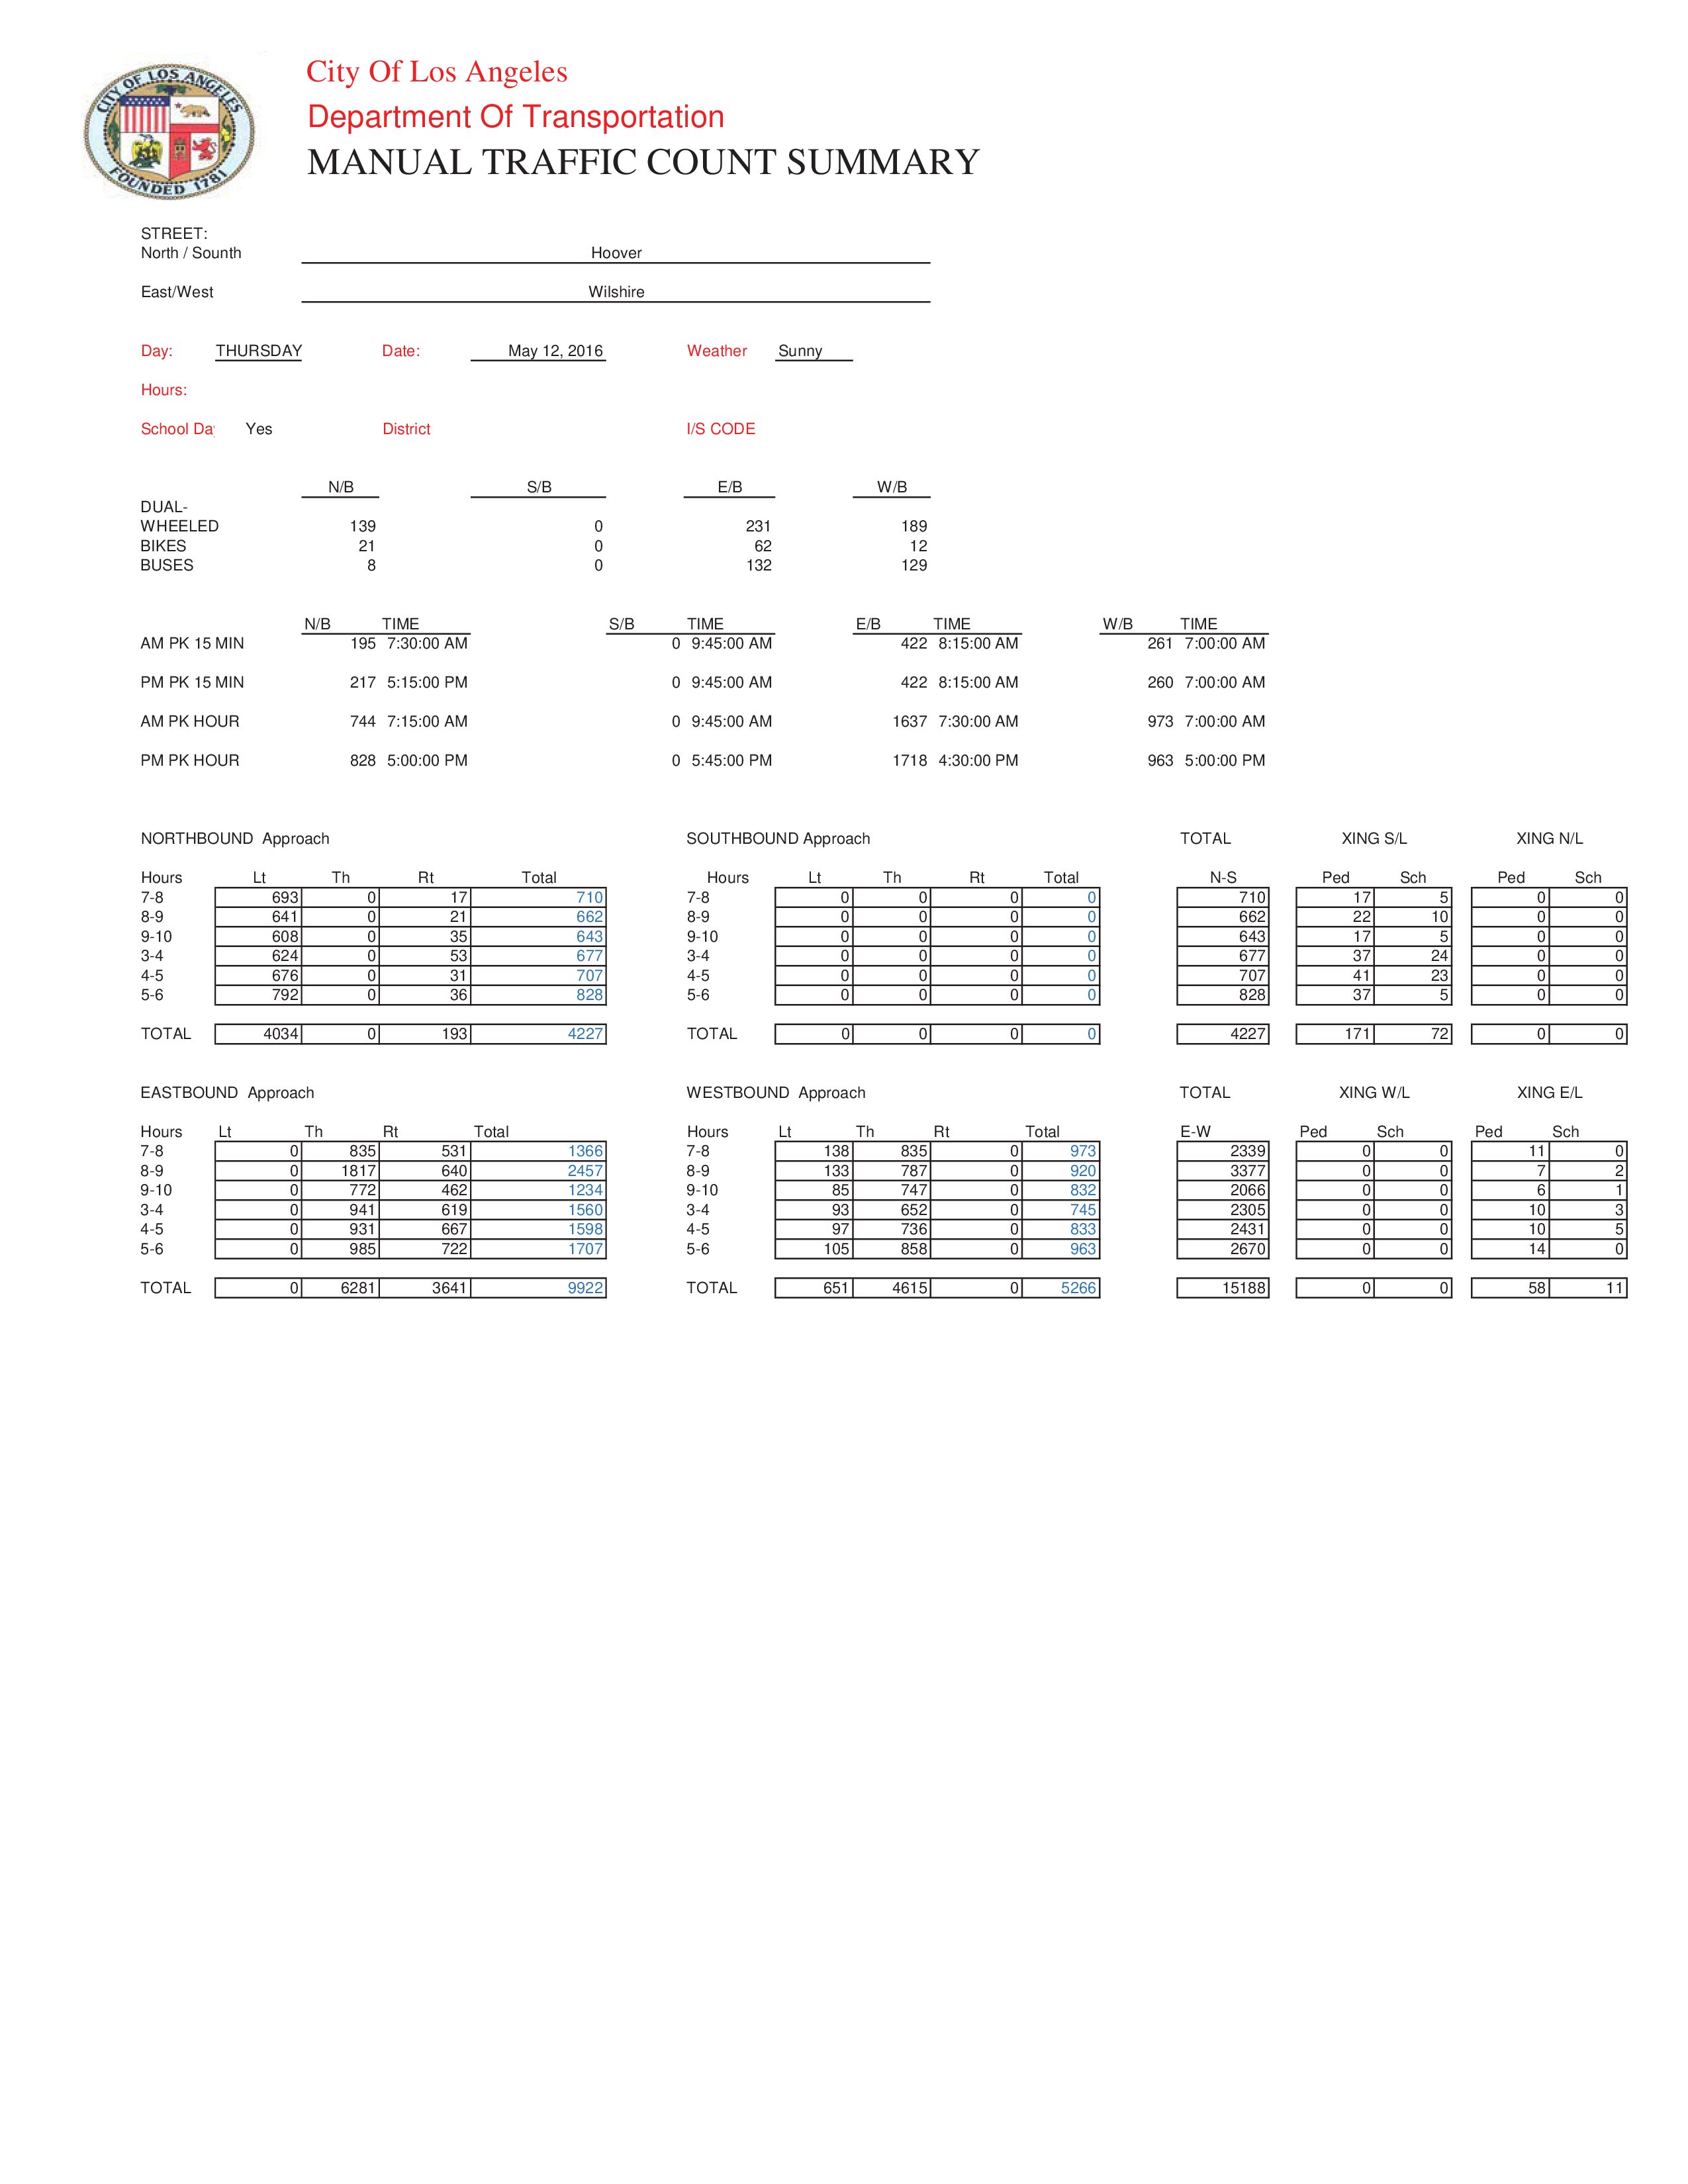 CITY OF LOS ANGELES
FOUNDED 1781
City Of Los Angeles
Department Of Transportation
MANUAL TRAFFIC COUNT SUMMARY
STREET:
North / Sounth Hoover
East/West Wilshire
Day: THURSDAY Date: May 12, 2016 Weather Sunny
Hours:
School Da Yes District I/S CODE
N/B S/B E/B W/B
DUAL-
WHEELED 139 0 231 189
BIKES 21 0 62 12
BUSES 8 0 132 129
N/B TIME S/B TIME E/B TIME W/B TIME
AM PK 15 MIN 195 7:30:00 AM 0 9:45:00 AM 422 8:15:00 AM 261 7:00:00 AM
PM PK 15 MIN 217 5:15:00 PM 0 9:45:00 AM 422 8:15:00 AM 260 7:00:00 AM
AM PK HOUR 744 7:15:00 AM 0 9:45:00 AM 1637 7:30:00 AM 973 7:00:00 AM
PM PK HOUR 828 5:00:00 PM 0 5:45:00 PM 1718 4:30:00 PM 963 5:00:00 PM
NORTHBOUND Approach SOUTHBOUND Approach TOTAL XING S/L XING N/L
Hours Lt Th Rt Total Hours Lt Th Rt Total N-S Ped Sch Ped Sch
7-8 693 0 17 710 7-8 0 0 0 0 710 17 5 0 0
8-9 641 0 21 662 8-9 0 0 0 0 662 22 10 0 0
9-10 608 0 35 643 9-10 0 0 0 0 643 17 5 0 0
3-4 624 0 53 677 3-4 0 0 0 0 677 37 24 0 0
4-5 676 0 31 707 4-5 0 0 0 0 707 41 23 0 0
5-6 792 0 36 828 5-6 0 0 0 0 828 37 5 0 0
TOTAL 4034 0 193 4227 TOTAL 0 0 0 0 4227 171 72 0 0
EASTBOUND Approach WESTBOUND Approach TOTAL XING W/L XING E/L
Hours Lt Th Rt Total Hours Lt Th Rt Total E-W Ped Sch Ped Sch
7-8 0 835 531 1366 7-8 138 835 0 973 2339 0 0 11 0
8-9 0 1817 640 2457 8-9 133 787 0 920 3377 0 0 7 2
9-10 0 772 462 1234 9-10 85 747 0 832 2066 0 0 6 1
3-4 0 941 619 1560 3-4 93 652 0 745 2305 0 0 10 3
4-5 0 931 667 1598 4-5 97 736 0 833 2431 0 0 10 5
5-6 0 985 722 1707 5-6 105 858 0 963 2670 0 0 14 0
TOTAL 0 6281 3641 9922 TOTAL 651 4615 0 5266 15188 0 0 58 11